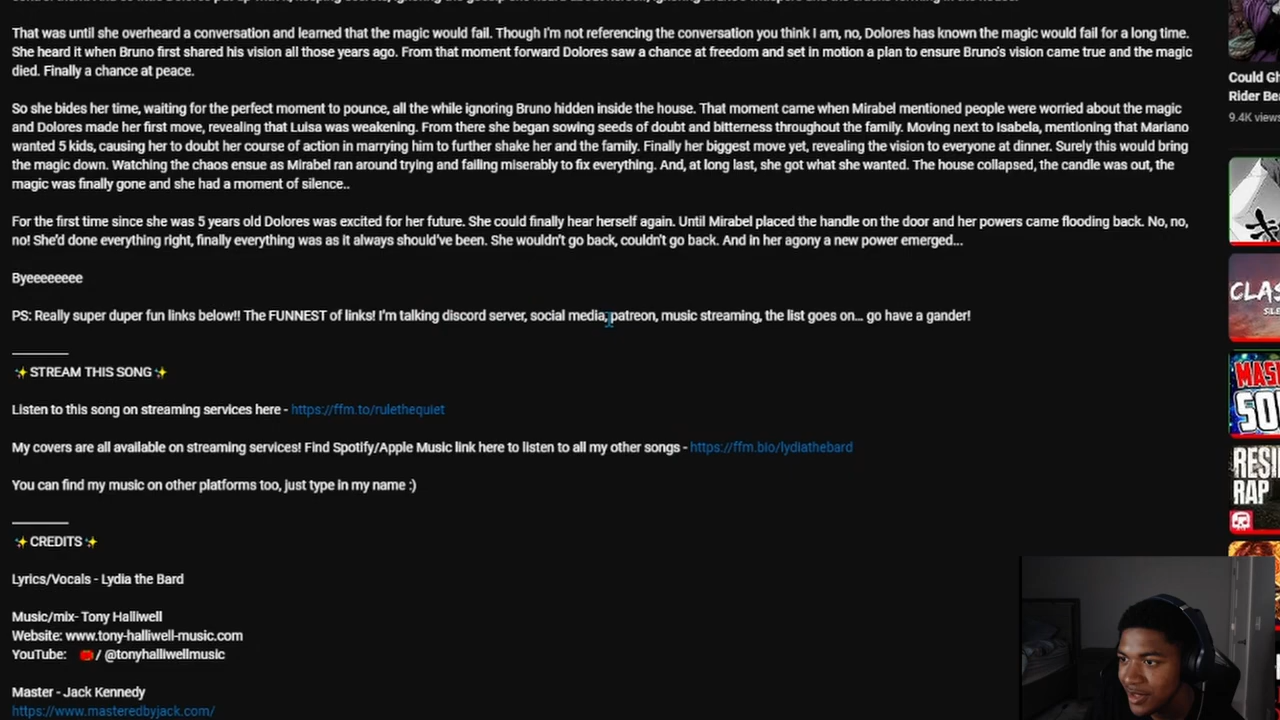 That was until she overheard a conversation and learned that the magic would fail. Though I'm not referencing the conversation you think I am, no, Dolores has known the magic would fail for a long time.
She heard it when Bruno first shared his vision all those years ago. From that moment forward Dolores saw a chance at freedom and set in motion a plan to ensure Bruno's vision came true and the magic
died. Finally a chance at peace.
So she bides her time, waiting for the perfect moment to pounce, all the while ignoring Bruno hidden inside the house. That moment came when Mirabel mentioned people were worried about the magic
and Dolores made her first move, revealing that Luisa was weakening. From there she began sowing seeds of doubt and bitterness throughout the family. Moving next to Isabela, mentioning that Mariano
wanted 5 kids, causing her to doubt her course of action in marrying him to further shake her and the family. Finally her biggest move yet, revealing the vision to everyone at dinner. Surely this would bring
the magic down. Watching the chaos ensue as Mirabel ran around trying and failing miserably to fix everything. And, at long last, she got what she wanted. The house collapsed, the candle was out, the
magic was finally gone and she had a moment of silence..
For the first time since she was 5 years old Dolores was excited for her future. She could finally hear herself again. Until Mirabel placed the handle on the door and her powers came flooding back. No, no,
no! She'd done everything right, finally everything was as it always should've been. She wouldn't go back, couldn't go back. And in her agony a new power emerged...
Byeeeeeeee
PS: Really super duper fun links below!! The FUNNEST of links! I'm talking discord server, social media, patreon, music streaming, the list goes on... go have a gander!
✨ STREAM THIS SONG ✨
Listen to this song on streaming services here - https://ffm.to/rulethequiet
My covers are all available on streaming services! Find Spotify/Apple Music link here to listen to all my other songs - https://ffm.bio/lydiathebard
You can find my music on other platforms too, just type in my name :)
✨ CREDITS ✨
Lyrics/Vocals - Lydia the Bard
Music/mix- Tony Halliwell
Website: www.tony-halliwell-music.com
YouTube: / @tonyhalliwellmusic
Master - Jack Kennedy
https://www.masteredbyjack.com/
Could Gh
Rider Be
9.4K views
CLAS
MAS
SO
RESI
RAP